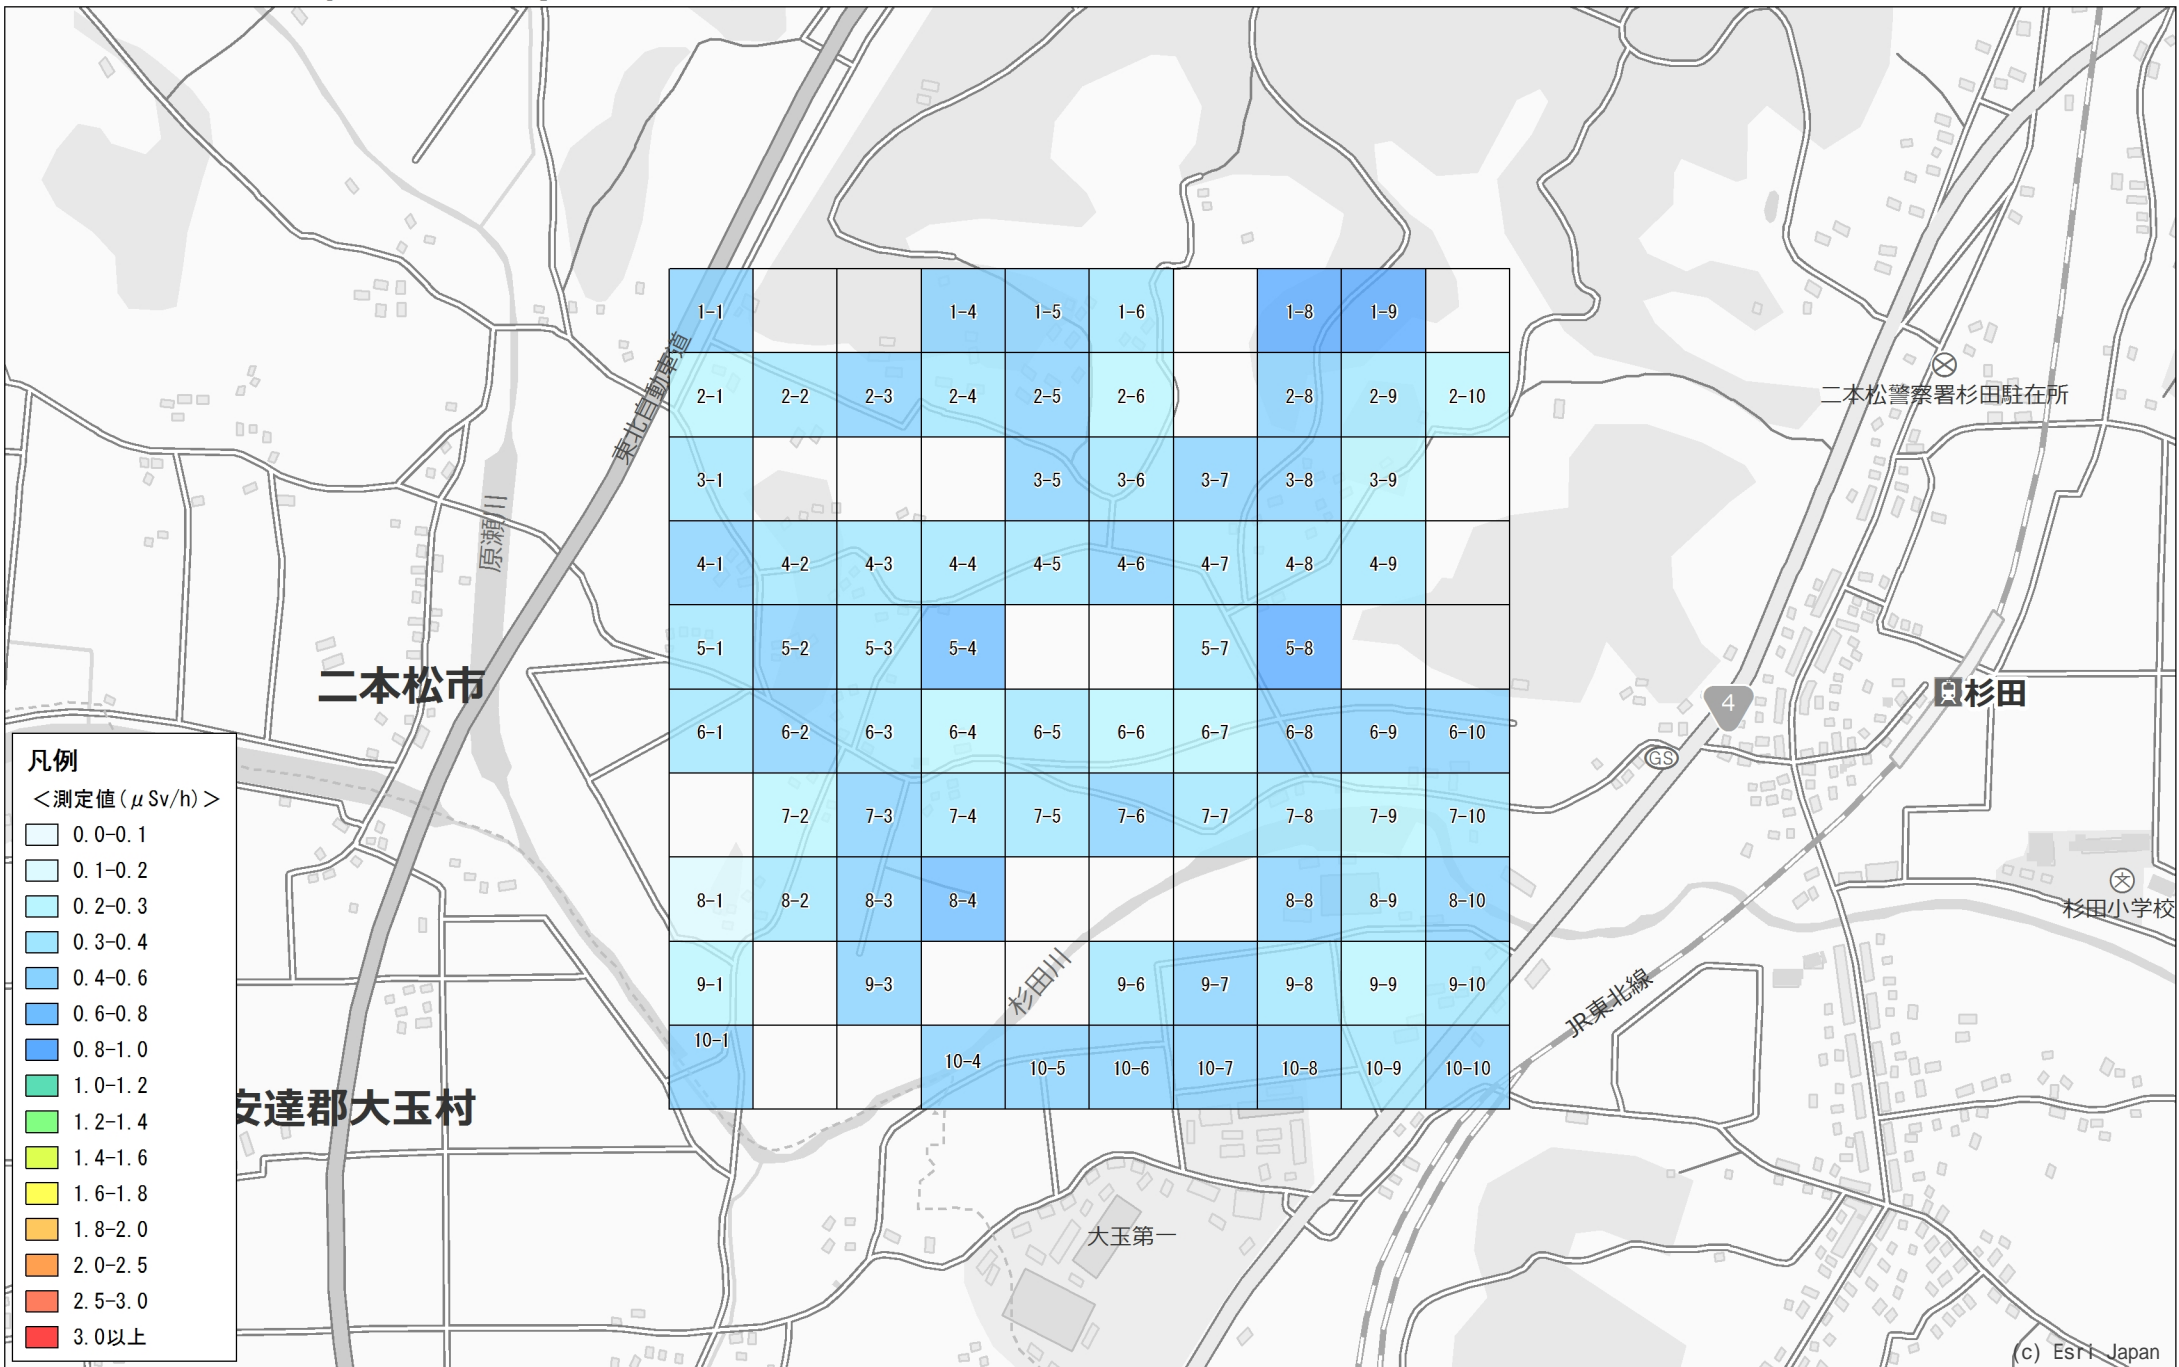 1-1 1-4 1-5 1-6 1-8 1-9
2-1 2-2 2-3 2-4 2-5 2-6 2-8 2-9 2-10
3-1 3-5 3-6 3-7 3-8 3-9
4-1 4-2 4-3 4-4 4-5 4-6 4-7 4-8 4-9
5-1 5-2 5-3 5-4 5-7 5-8
6-1 6-2 6-3 6-4 6-5 6-6 6-7 6-8 6-9 6-10
7-2 7-3 7-4 7-5 7-6 7-7 7-8 7-9 7-10
8-1 8-2 8-3 8-4 8-8 8-9 8-10
9-1 9-3 9-6 9-7 9-8 9-9 9-10
10-1 10-4 10-5 10-6 10-7 10-8 10-9 10-10
東北自動車道
原瀬川
二本松市
二本松警察署杉田駐在所
4
杉田
GS
文
杉田小学校
杉田川
JR東北線
安達郡大玉村
大玉第一
凡例
＜測定値(μSv/h)＞
0.0-0.1
0.1-0.2
0.2-0.3
0.3-0.4
0.4-0.6
0.6-0.8
0.8-1.0
1.0-1.2
1.2-1.4
1.4-1.6
1.6-1.8
1.8-2.0
2.0-2.5
2.5-3.0
3.0以上
(c) Esri Japan